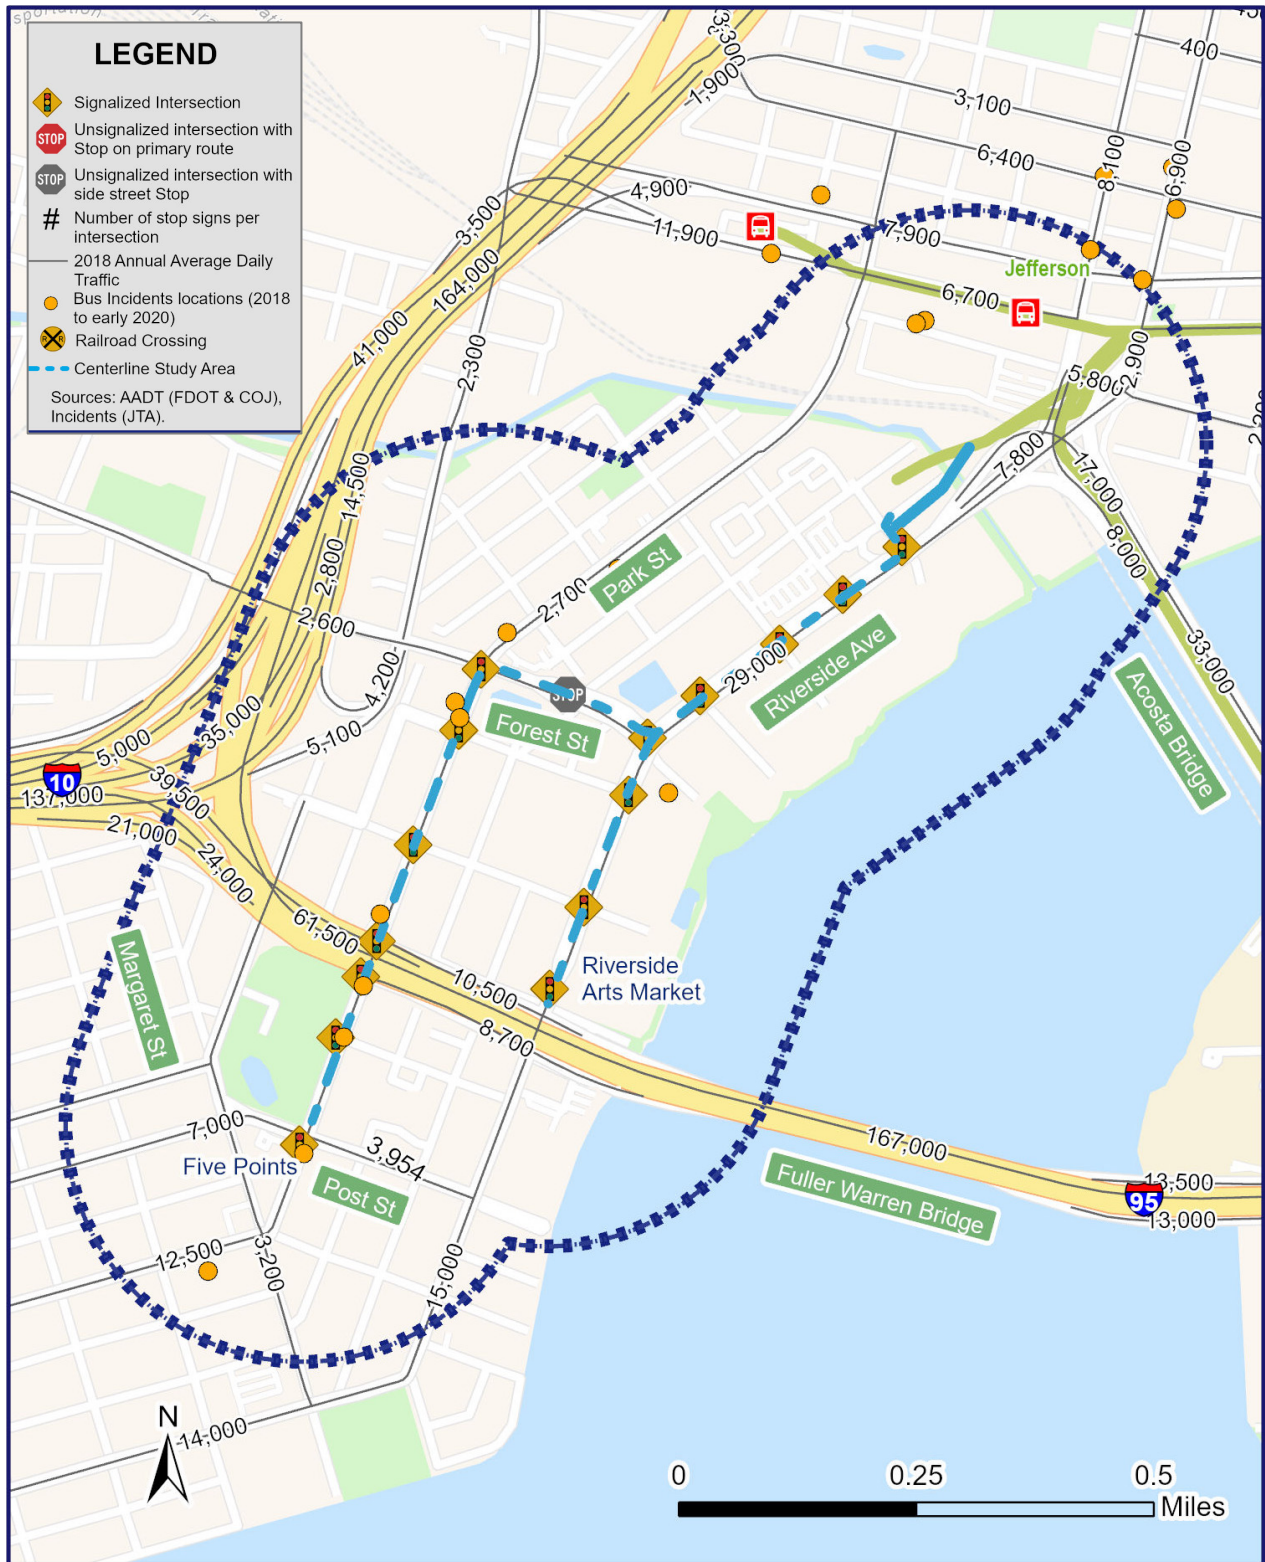 sportation
LEGEND
Signalized Intersection
STOP
Unsignalized intersection with
Stop on primary route
STOP
Unsignalized intersection with
side street Stop
#
Number of stop signs per
intersection
2018 Annual Average Daily
Traffic
Bus Incidents locations (2018
to early 2020)
R R
Railroad Crossing
Centerline Study Area
Sources: AADT (FDOT & COJ),
Incidents (JTA).
3,300
1,900
400
3,100
6,400
8,100
6,900
4,900
3,500
11,900
7,900
164,000
Jefferson
6,700
41,000
2,300
2,900
5,800
14,500
7,800
17,000
8,000
2,800
Park St
2,700
2,600
4,200
29,000
Riverside Ave
33,000
Acosta Bridge
STOP
Forest St
35,000
5,100
5,000
10
39,500
137,000
21,000
24,000
61,500
Margaret St
Riverside
Arts Market
10,500
8,700
7,000
167,000
3,954
Five Points
Post St
Fuller Warren Bridge
13,500
95
13,000
12,500
3,200
15,000
14,000
N
0 0.25 0.5
Miles